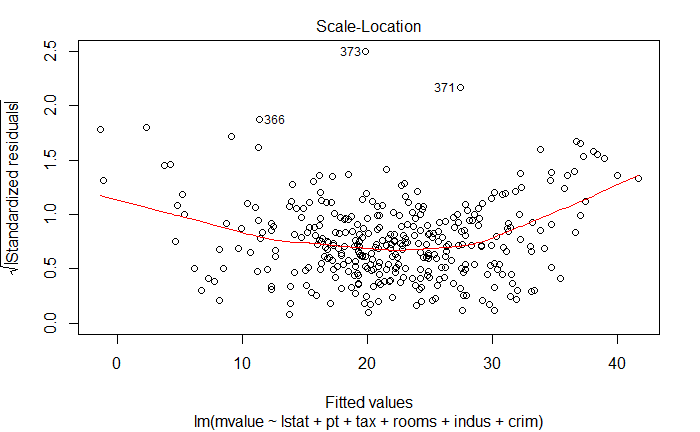 Scale-Location
√|Standardized residuals|
2.5
2.0
1.5
1.0
0.5
0.0
373
371
366
0 10 20 30 40
Fitted values
lm(mvalue ~ lstat + pt + tax + rooms + indus + crim)